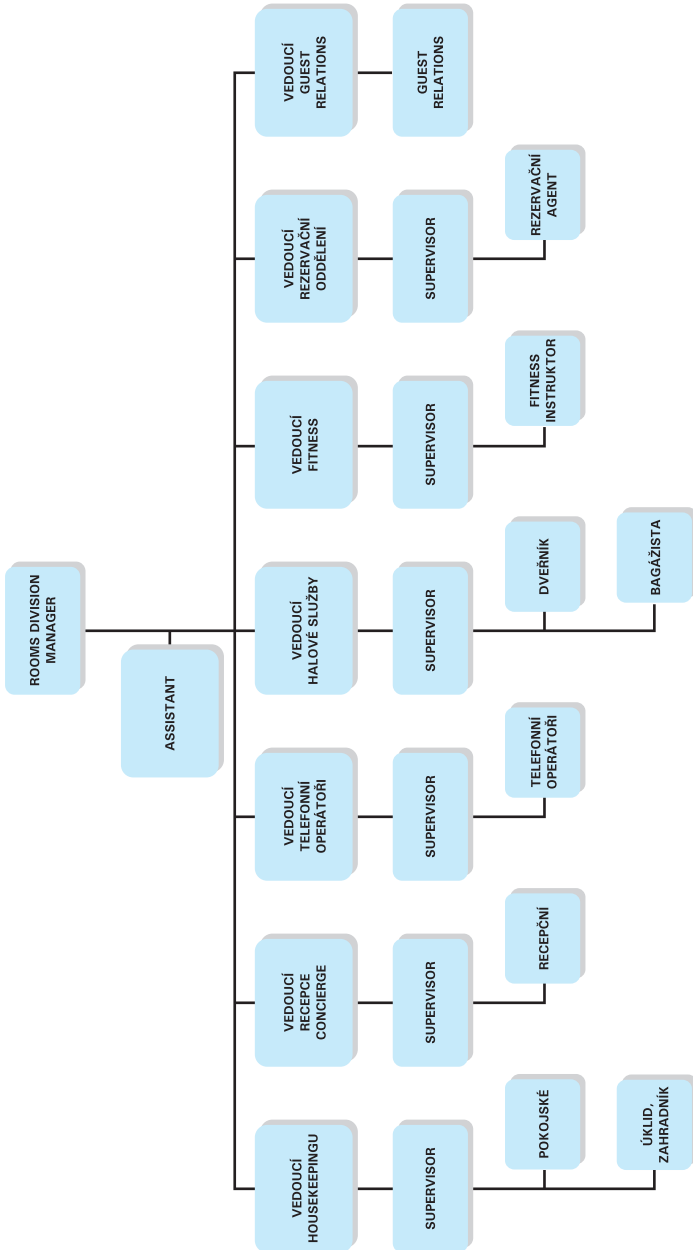 ROOMS DIVISION
MANAGER
ASSISTANT
VEDOUCÍ
HOUSEKEEPINGU
VEDOUCÍ
RECEPCE
CONCIERGE
VEDOUCÍ
TELEFONNÍ
OPERÁTOŘI
VEDOUCÍ
HALOVÉ SLUŽBY
VEDOUCÍ
FITNESS
VEDOUCÍ
REZERVAČNÍ
ODDĚLENÍ
VEDOUCÍ
GUEST
RELATIONS
SUPERVISOR
SUPERVISOR
SUPERVISOR
SUPERVISOR
SUPERVISOR
SUPERVISOR
GUEST
RELATIONS
POKOJSKÉ
RECEPČNÍ
TELEFONNÍ
OPERÁTOŘI
DVEŘNÍK
FITNESS
INSTRUKTOR
REZERVAČNÍ
AGENT
ÚKLID,
ZAHRADNÍK
BAGÁŽISTA